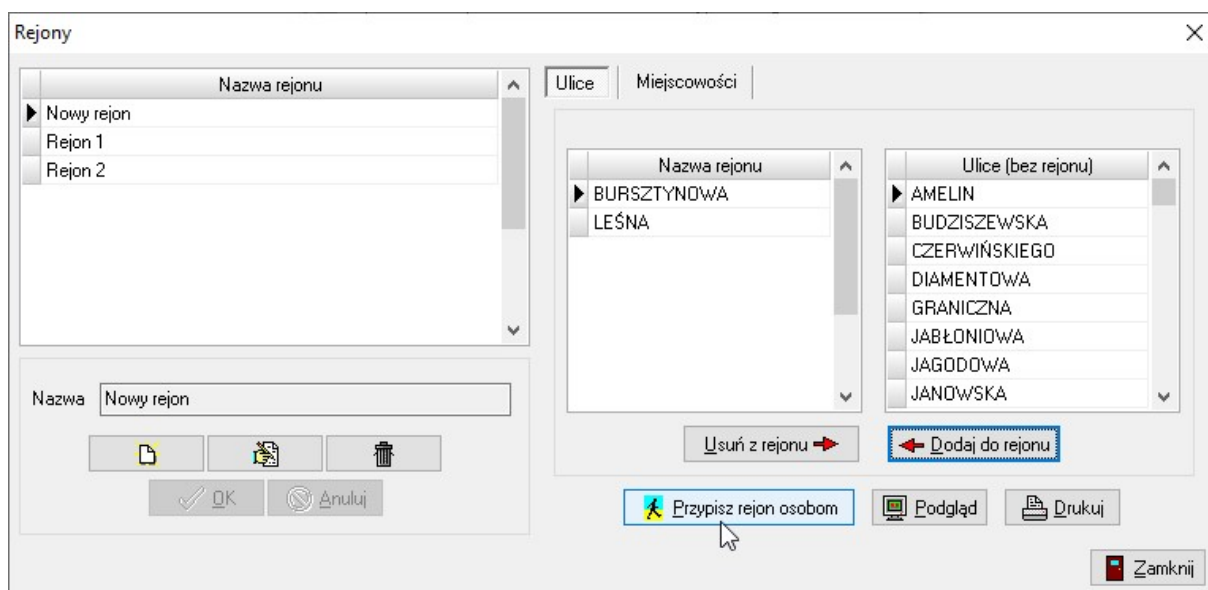 Rejony
Nazwa rejonu
Nowy rejon
Rejon 1
Rejon 2
Nazwa Nowy rejon
OK Anuluj
Ulice Miejscowości
Nazwa rejonu
BURSZTYNOWA
LEŚNA
Ulice (bez rejonu)
AMELIN
BUDZISZEWSKA
CZERWIŃSKIEGO
DIAMENTOWA
GRANICZNA
JABŁONIOWA
JAGODOWA
JANOWSKA
Usuń z rejonu Dodaj do rejonu
Przypisz rejon osobom Podgląd Drukuj
Zamknij